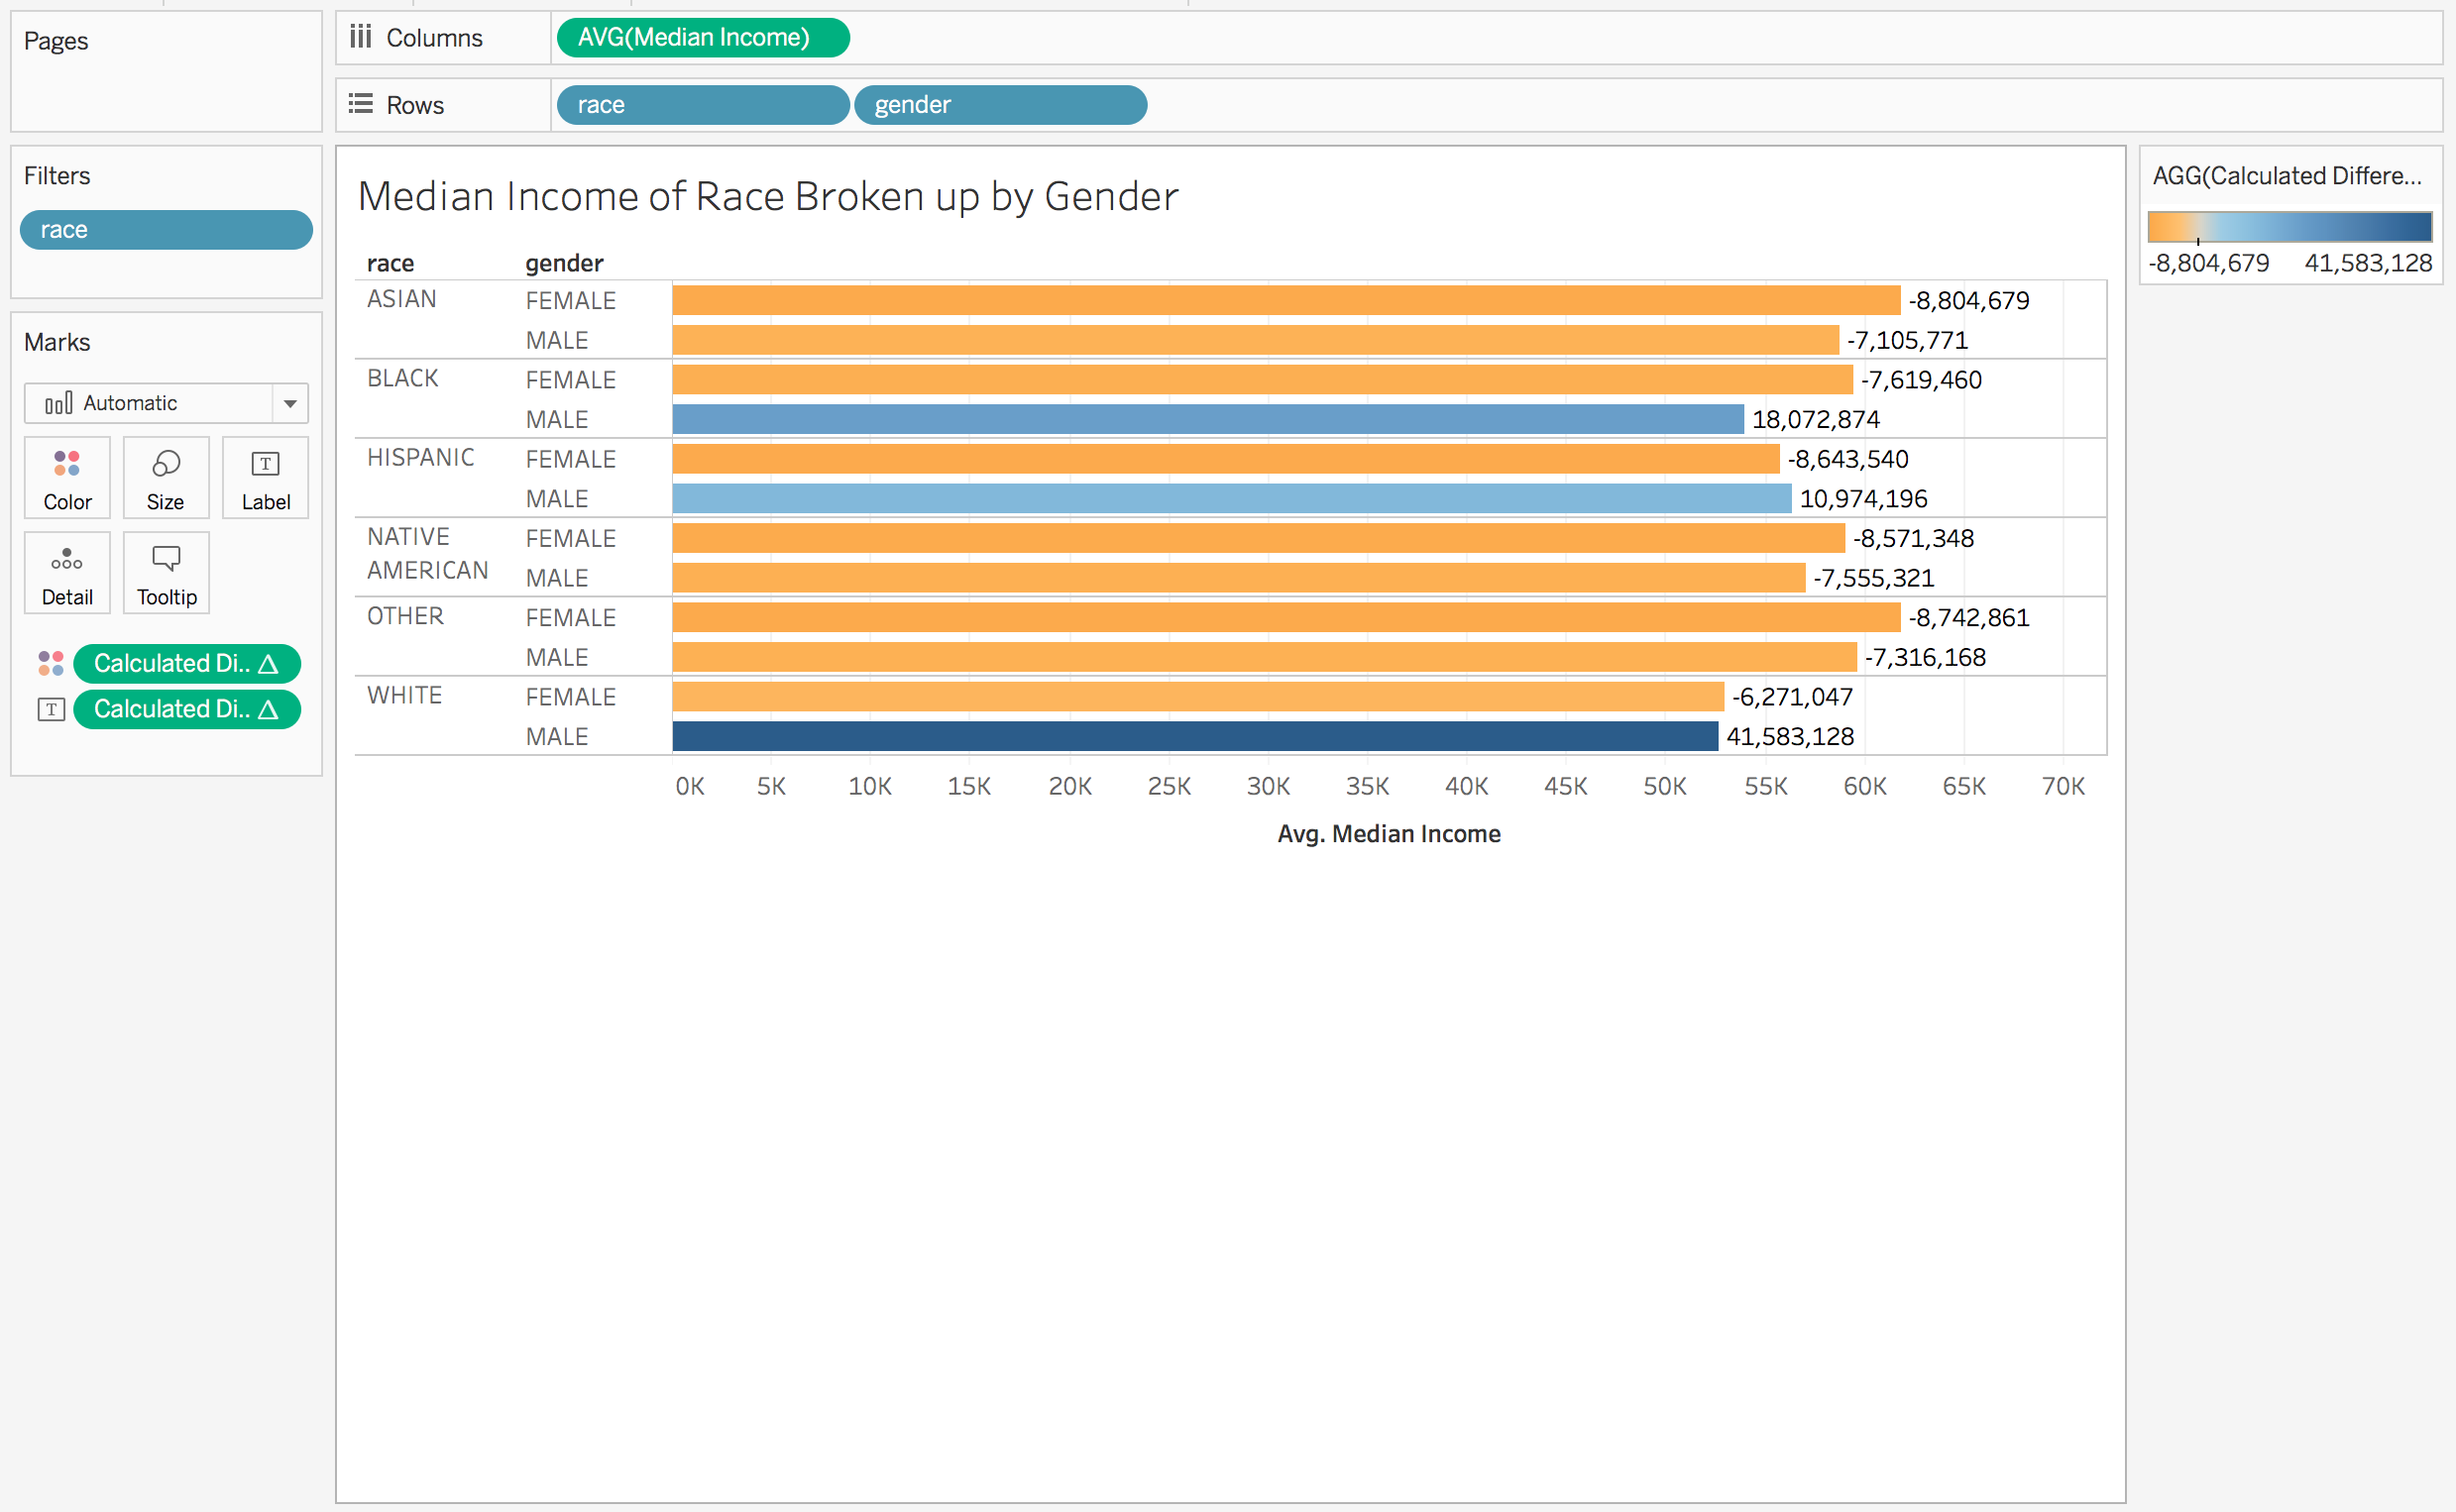 Pages
Columns AVG(Median Income)
Rows race gender
Filters
race
Marks
Automatic
Color Size Label
Detail Tooltip
Calculated Di.. Δ
T Calculated Di.. Δ
Median Income of Race Broken up by Gender
race gender
ASIAN FEMALE -8,804,679
MALE -7,105,771
BLACK FEMALE -7,619,460
MALE 18,072,874
HISPANIC FEMALE -8,643,540
MALE 10,974,196
NATIVE FEMALE -8,571,348
AMERICAN MALE -7,555,321
OTHER FEMALE -8,742,861
MALE -7,316,168
WHITE FEMALE -6,271,047
MALE 41,583,128
0K 5K 10K 15K 20K 25K 30K 35K 40K 45K 50K 55K 60K 65K 70K
Avg. Median Income
AGG(Calculated Differe...
-8,804,679 41,583,128